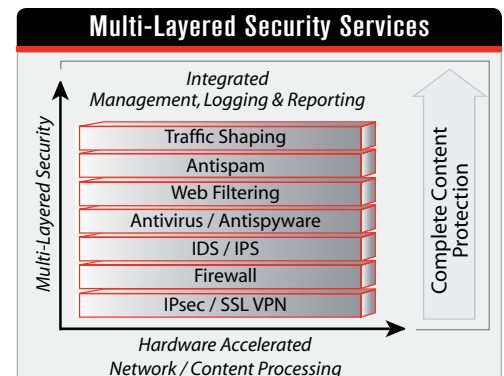 Multi-Layered Security Services
Integrated
Management, Logging & Reporting
Multi-Layered Security
Traffic Shaping
Antispam
Web Filtering
Antivirus / Antispyware
IDS / IPS
Firewall
IPsec / SSL VPN
Complete Content
Protection
Hardware Accelerated
Network / Content Processing